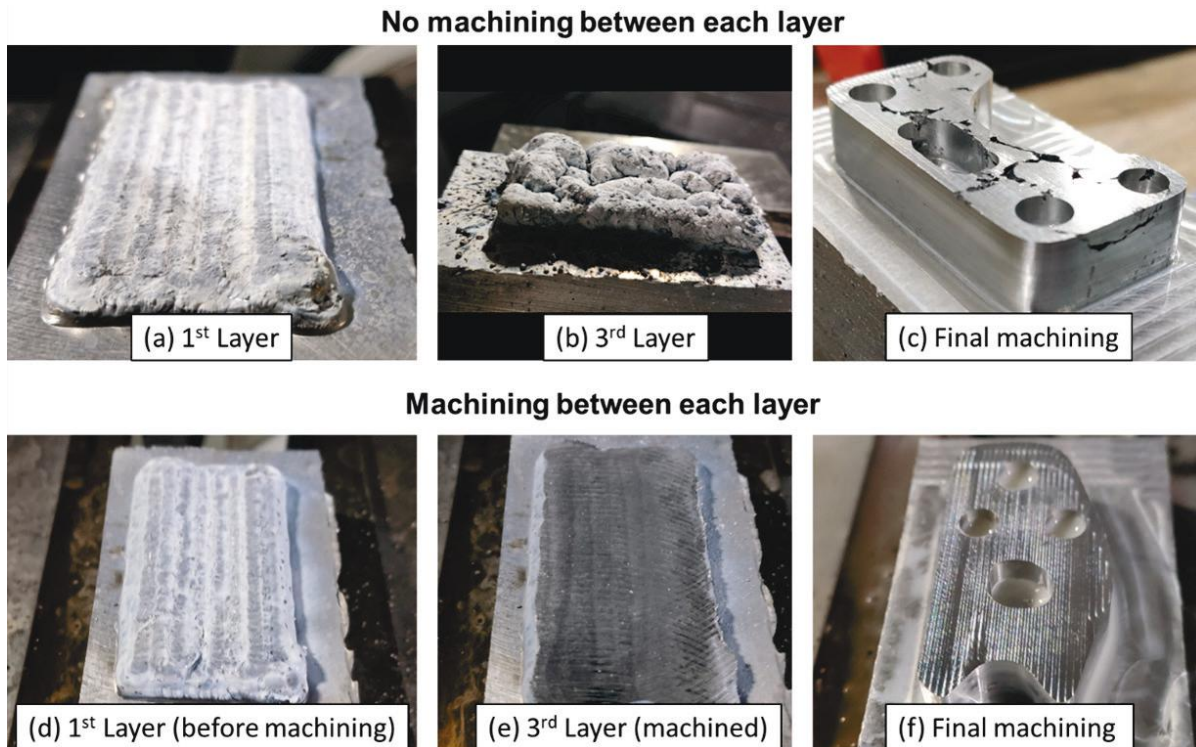 No machining between each layer
(a) 1st Layer
(b) 3rd Layer
(c) Final machining
Machining between each layer
(d) 1st Layer (before machining)
(e) 3rd Layer (machined)
(f) Final machining